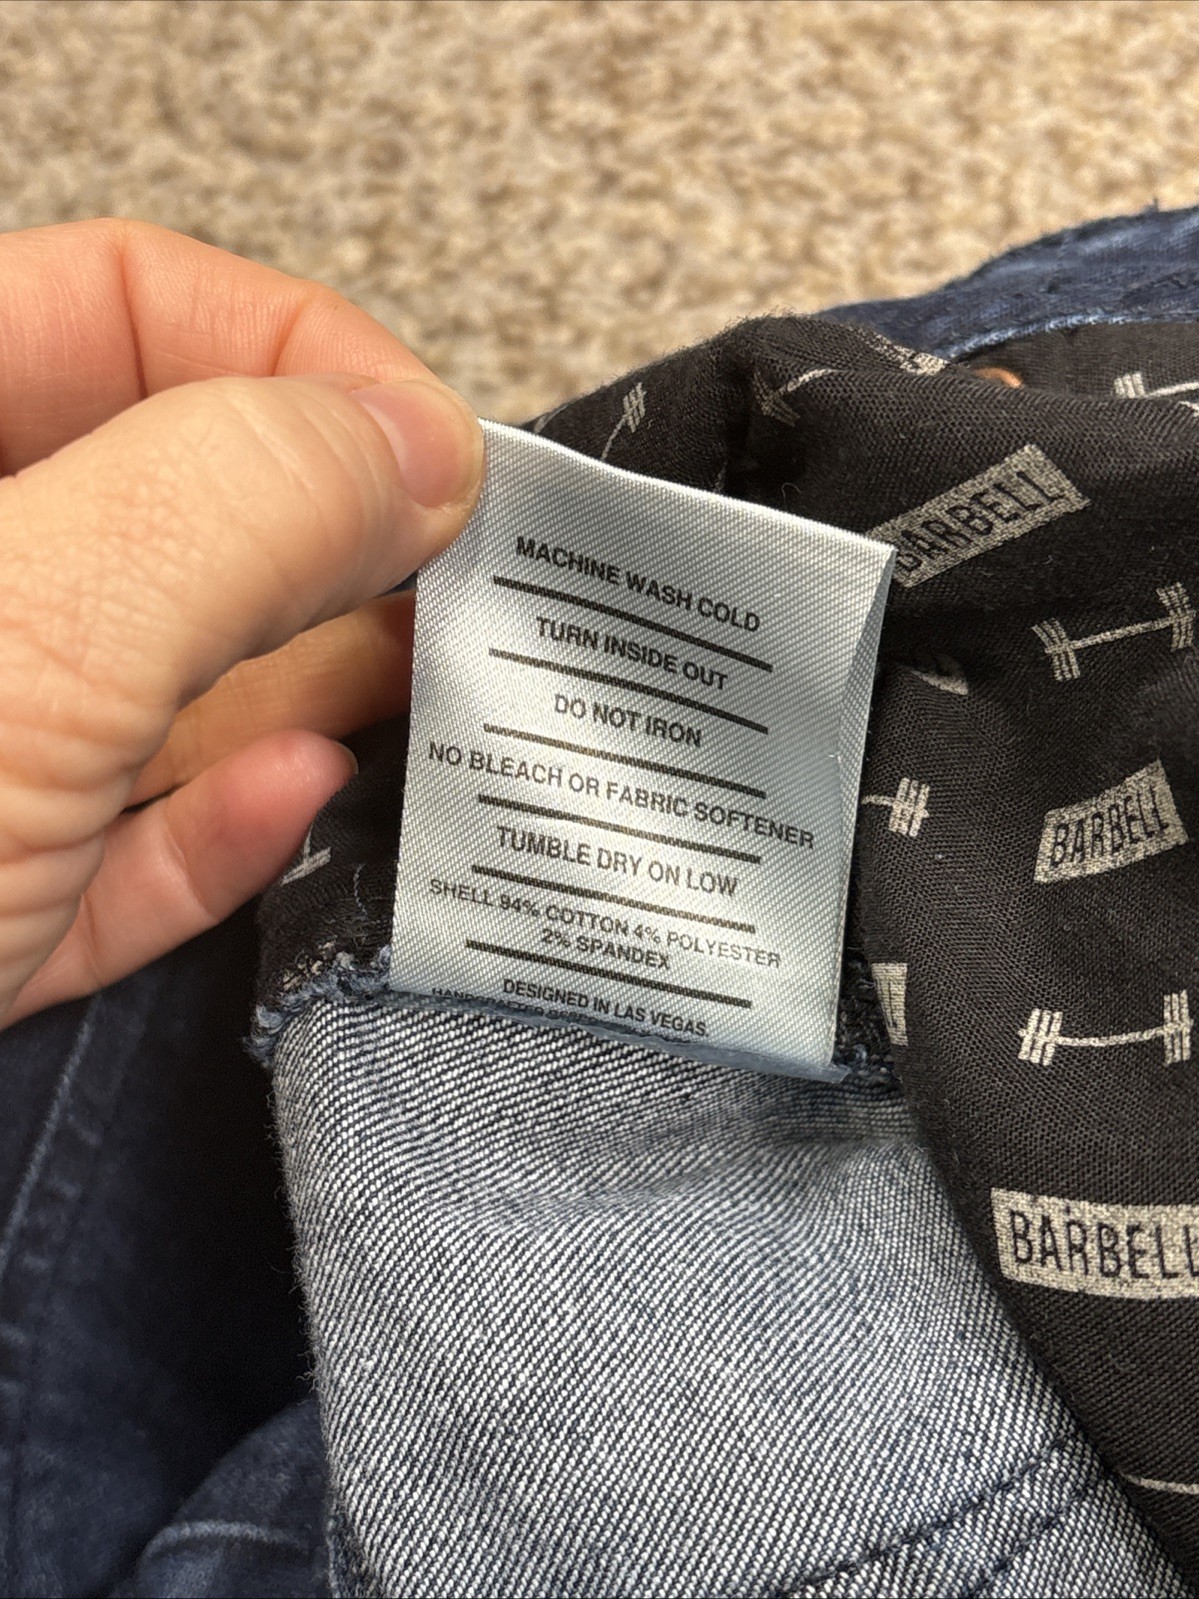 MACHINE WASH COLD
TURN INSIDE OUT
DO NOT IRON
NO BLEACH OR FABRIC SOFTENER
TUMBLE DRY ON LOW
SHELL 94% COTTON 4% POLYESTER
2% SPANDEX
DESIGNED IN LAS VEGAS
BARBELL
BARBELL
BARBELL